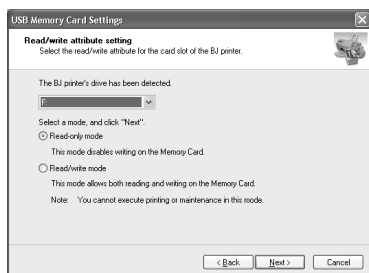 USB Memory Card Settings
Read/write attribute setting
Select the read/write attribute for the card slot of the BJ printer.
The BJ printer's drive has been detected.
F:
Select a mode, and click "Next".
Read-only mode
This mode disables writing on the Memory Card.
Read/write mode
This mode allows both reading and writing on the Memory Card.
Note: You cannot execute printing or maintenance in this mode.
< Back Next > Cancel